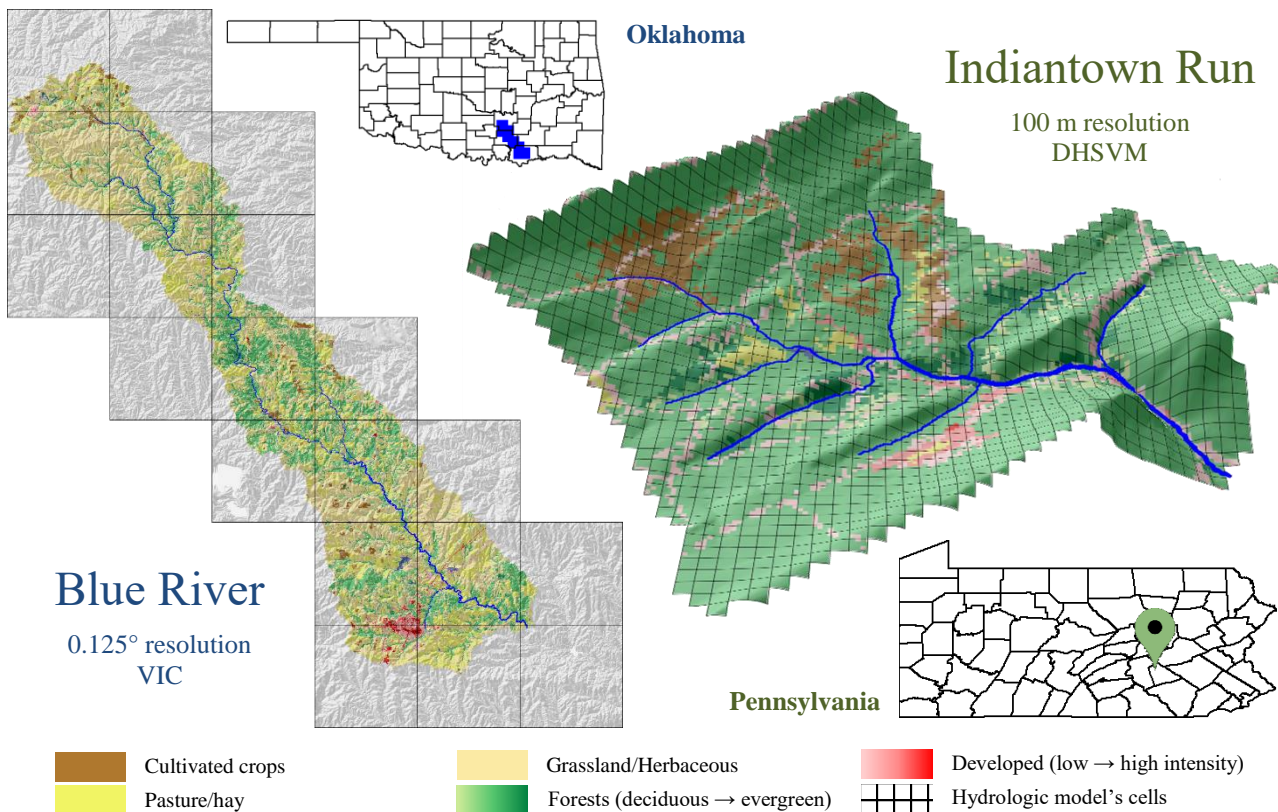 Oklahoma
Indiantown Run
100 m resolution
DHSVM
Blue River
0.125° resolution
VIC
Pennsylvania
Cultivated crops
Grassland/Herbaceous
Developed (low → high intensity)
Pasture/hay
Forests (deciduous → evergreen)
Hydrologic model’s cells